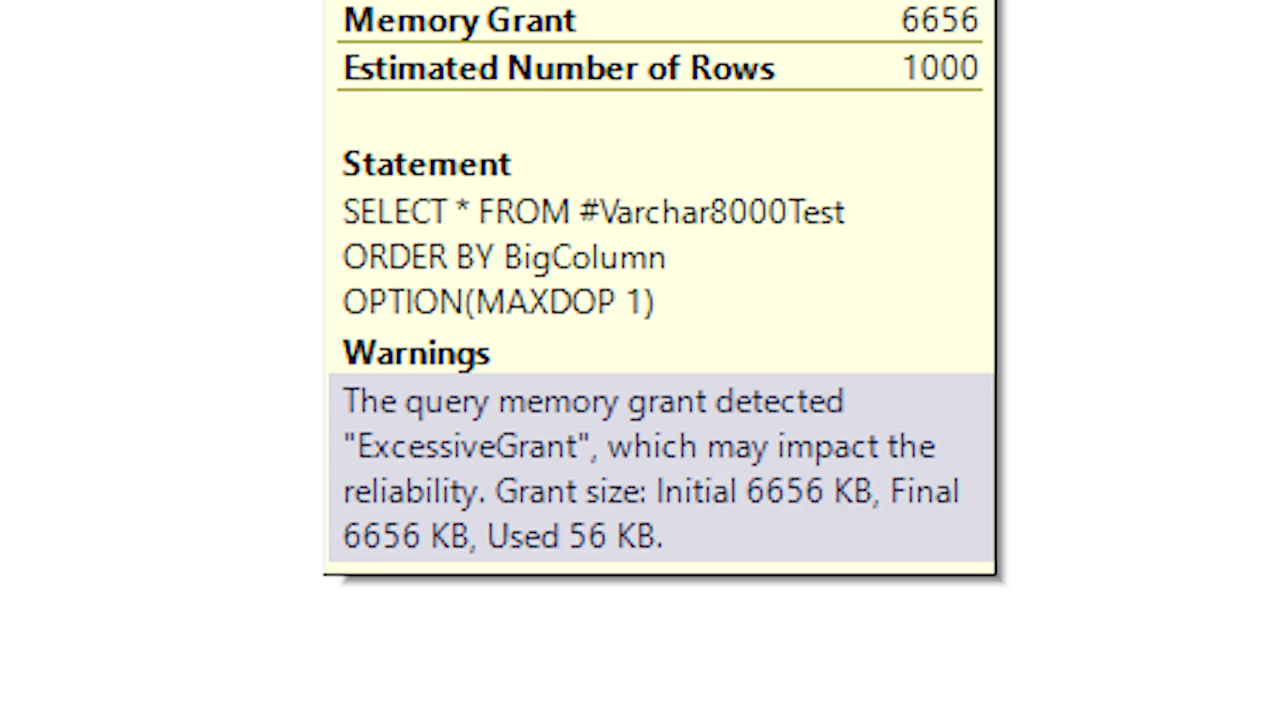 Memory Grant 6656
Estimated Number of Rows 1000
Statement
SELECT * FROM #Varchar8000Test
ORDER BY BigColumn
OPTION(MAXDOP 1)
Warnings
The query memory grant detected
"ExcessiveGrant", which may impact the
reliability. Grant size: Initial 6656 KB, Final
6656 KB, Used 56 KB.